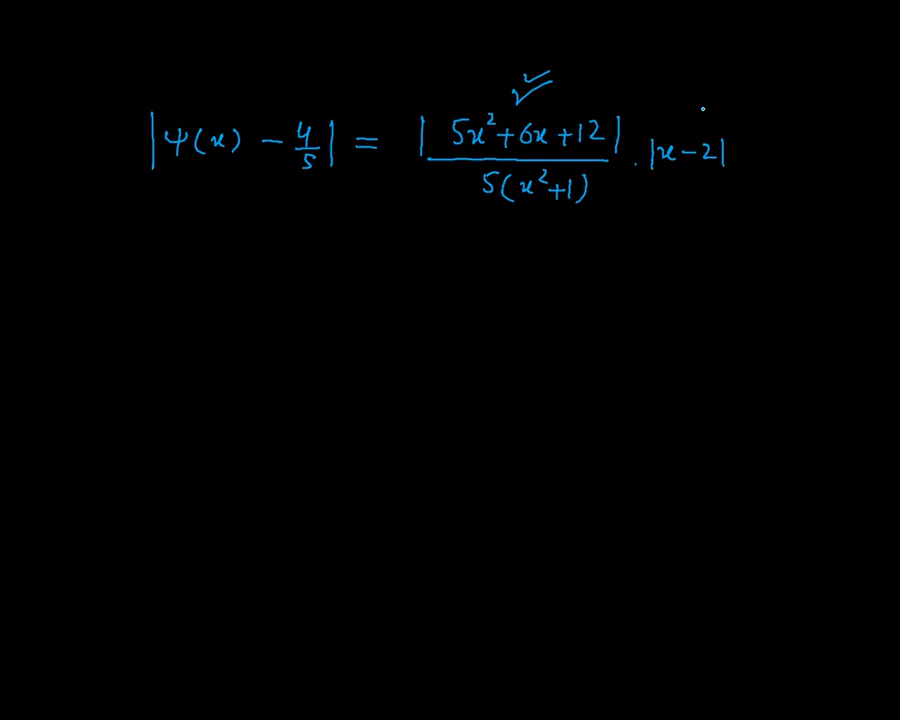 |ψ(x) - 4/5| = |5x²+6x+12| / 5(x²+1) . |x-2|